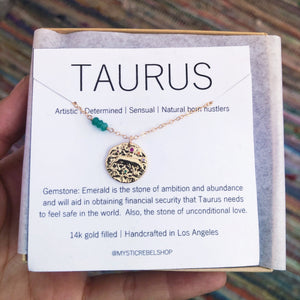 TAURUS
Artistic | Determined | Sensual | Natural born hustlers
Gemstone: Emerald is the stone of ambition and abundance
and will aid in obtaining financial security that Taurus needs
to feel safe in the world.  Also, the stone of unconditional love.
14k gold filled | Handcrafted in Los Angeles
@MYSTICREBELSHOP